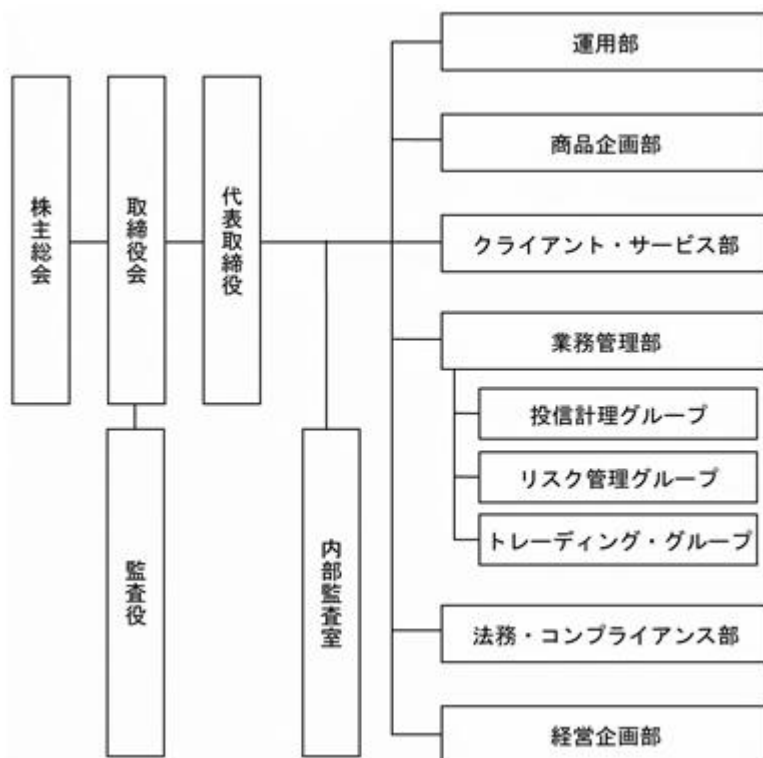 株主総会
取締役会
代表取締役
監査役
内部監査室
運用部
商品企画部
クライアント・サービス部
業務管理部
投信計理グループ
リスク管理グループ
トレーディング・グループ
法務・コンプライアンス部
経営企画部